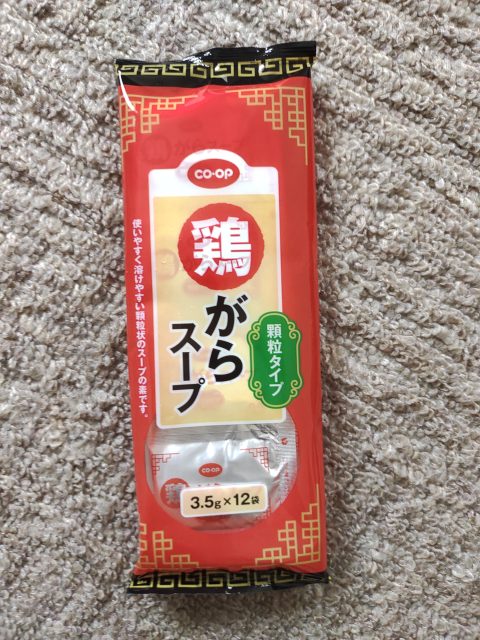 CO·OP
鶏
がら
スープ
顆粒タイプ
使いやすく溶けやすい顆粒状のスープの素です。
CO·OP
鶏
3.5g×12袋